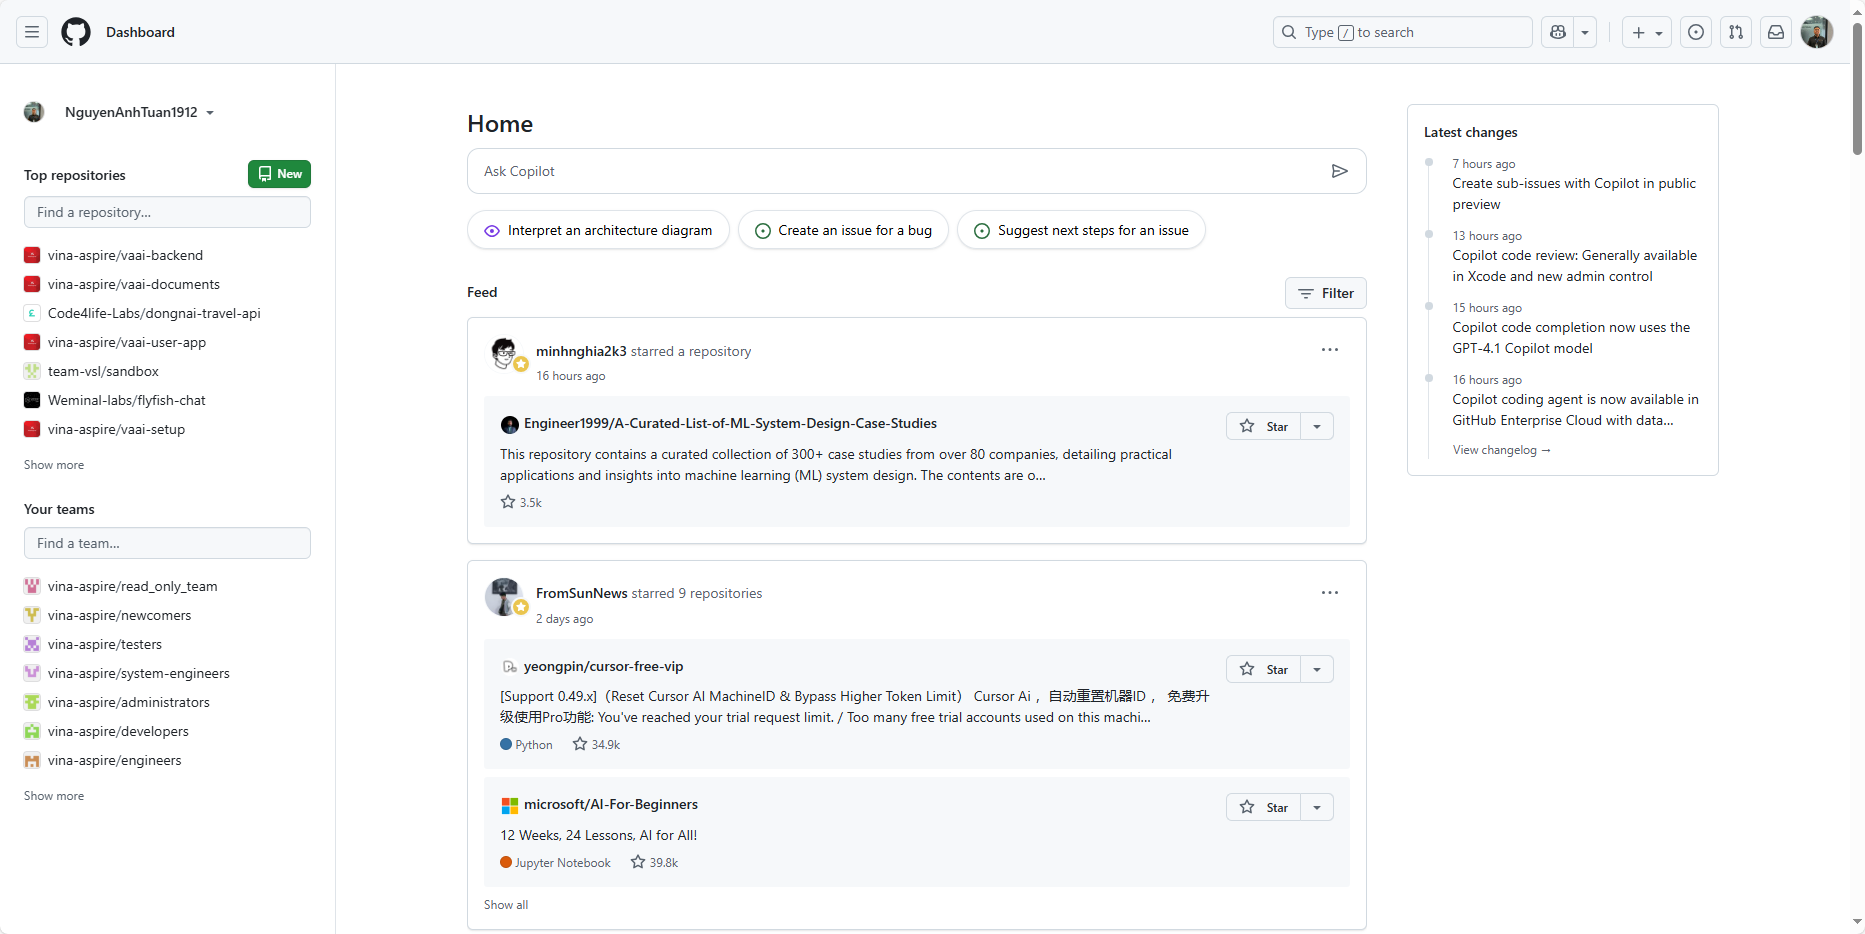 Dashboard
Type / to search
NguyenAnhTuan1912
Top repositories
New
Find a repository...
vina-aspire/vaai-backend
vina-aspire/vaai-documents
Code4life-Labs/dongnai-travel-api
vina-aspire/vaai-user-app
team-vsl/sandbox
Weminal-labs/flyfish-chat
vina-aspire/vaai-setup
Show more
Your teams
Find a team...
vina-aspire/read_only_team
vina-aspire/newcomers
vina-aspire/testers
vina-aspire/system-engineers
vina-aspire/administrators
vina-aspire/developers
vina-aspire/engineers
Show more
Home
Ask Copilot
Interpret an architecture diagram
Create an issue for a bug
Suggest next steps for an issue
Feed
Filter
minhnghia2k3 starred a repository
16 hours ago
Engineer1999/A-Curated-List-of-ML-System-Design-Case-Studies
Star
This repository contains a curated collection of 300+ case studies from over 80 companies, detailing practical
applications and insights into machine learning (ML) system design. The contents are o...
3.5k
FromSunNews starred 9 repositories
2 days ago
yeongpin/cursor-free-vip
Star
[Support 0.49.x]（Reset Cursor AI MachineID & Bypass Higher Token Limit） Cursor Ai ，自动重置机器ID ， 免费升
级使用Pro功能: You've reached your trial request limit. / Too many free trial accounts used on this machi...
Python
34.9k
microsoft/AI-For-Beginners
Star
12 Weeks, 24 Lessons, AI for All!
Jupyter Notebook
39.8k
Show all
Latest changes
7 hours ago
Create sub-issues with Copilot in public
preview
13 hours ago
Copilot code review: Generally available
in Xcode and new admin control
15 hours ago
Copilot code completion now uses the
GPT-4.1 Copilot model
16 hours ago
Copilot coding agent is now available in
GitHub Enterprise Cloud with data...
View changelog →